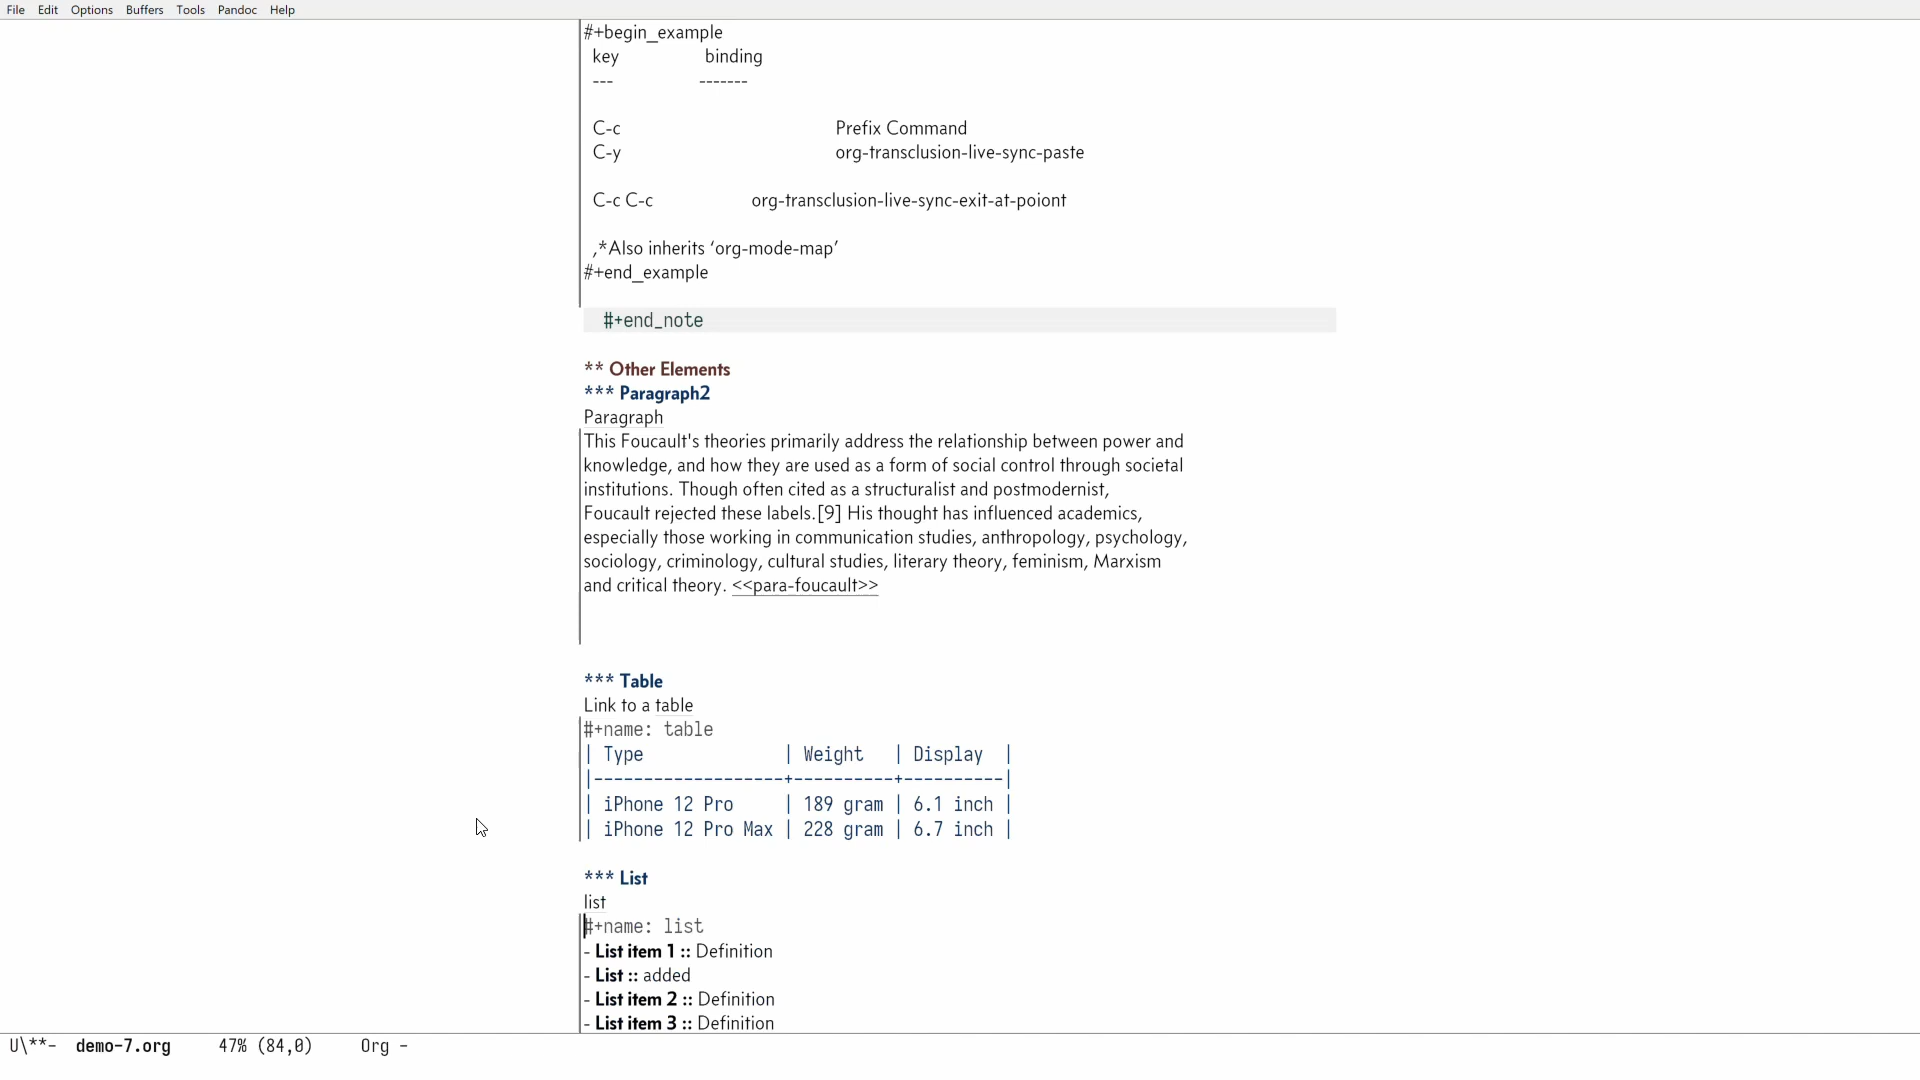 File Edit Options Buffers Tools Pandoc Help
#+begin_example
key binding
--- -------
C-c Prefix Command
C-y org-transclusion-live-sync-paste
C-c C-c org-transclusion-live-sync-exit-at-poiont
,*Also inherits ‘org-mode-map’
#+end_example
#+end_note
** Other Elements
*** Paragraph2
Paragraph
This Foucault's theories primarily address the relationship between power and
knowledge, and how they are used as a form of social control through societal
institutions. Though often cited as a structuralist and postmodernist,
Foucault rejected these labels.[9] His thought has influenced academics,
especially those working in communication studies, anthropology, psychology,
sociology, criminology, cultural studies, literary theory, feminism, Marxism
and critical theory. <<para-foucault>>
*** Table
Link to a table
#+name: table
| Type | Weight | Display |
|-------------------+----------+----------|
| iPhone 12 Pro | 189 gram | 6.1 inch |
| iPhone 12 Pro Max | 228 gram | 6.7 inch |
*** List
list
#+name: list
- List item 1 :: Definition
- List :: added
- List item 2 :: Definition
- List item 3 :: Definition
U\**- demo-7.org 47% (84,0) Org -